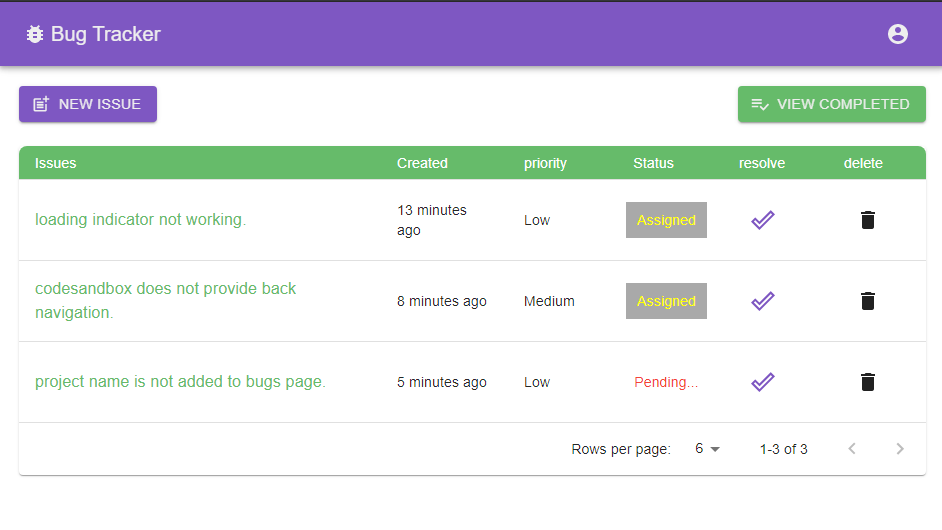 Bug Tracker
NEW ISSUE
VIEW COMPLETED
Issues Created priority Status resolve delete
loading indicator not working. 13 minutes ago Low Assigned
codesandbox does not provide back navigation. 8 minutes ago Medium Assigned
project name is not added to bugs page. 5 minutes ago Low Pending...
Rows per page: 6 1-3 of 3